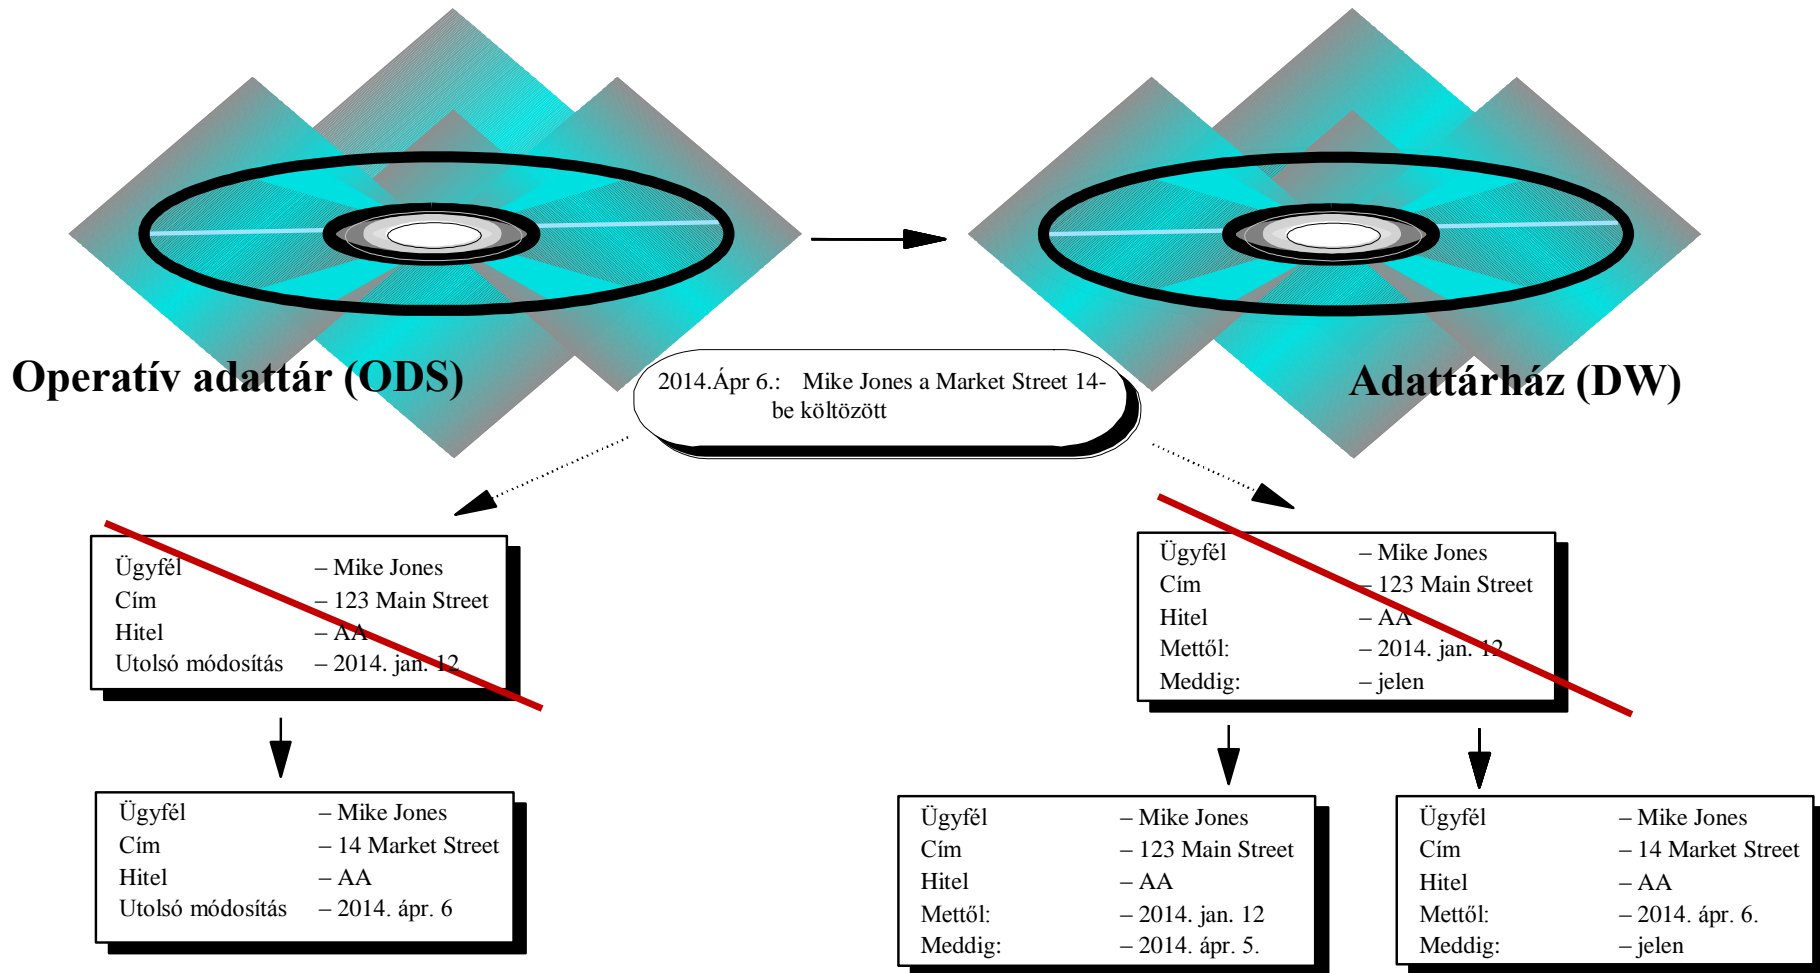 Operatív adattár (ODS)
Adattárház (DW)
2014.Ápr 6.: Mike Jones a Market Street 14-
be költözött
Ügyfél – Mike Jones
Cím – 123 Main Street
Hitel – AA
Utolsó módosítás – 2014. jan. 12
Ügyfél – Mike Jones
Cím – 123 Main Street
Hitel – AA
Mettől: – 2014. jan. 12
Meddig: – jelen
Ügyfél – Mike Jones
Cím – 14 Market Street
Hitel – AA
Utolsó módosítás – 2014. ápr. 6
Ügyfél – Mike Jones
Cím – 123 Main Street
Hitel – AA
Mettől: – 2014. jan. 12
Meddig: – 2014. ápr. 5.
Ügyfél – Mike Jones
Cím – 14 Market Street
Hitel – AA
Mettől: – 2014. ápr. 6.
Meddig: – jelen